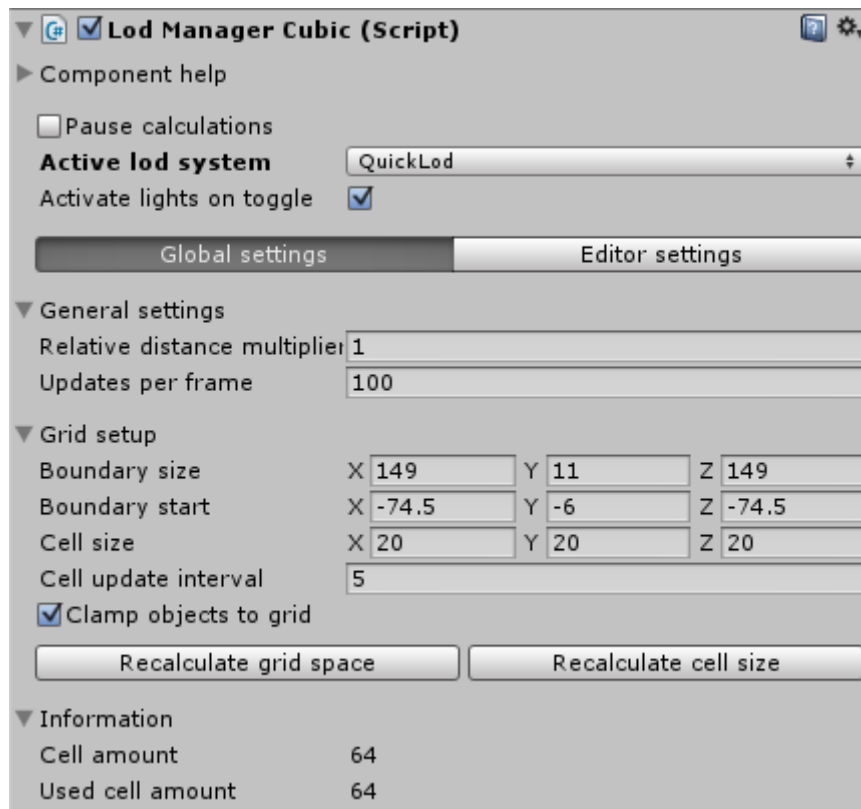 Lod Manager Cubic (Script)
Component help
Pause calculations
Active lod system QuickLod
Activate lights on toggle
Global settings Editor settings
General settings
Relative distance multiplier 1
Updates per frame 100
Grid setup
Boundary size X 149 Y 11 Z 149
Boundary start X -74.5 Y -6 Z -74.5
Cell size X 20 Y 20 Z 20
Cell update interval 5
Clamp objects to grid
Recalculate grid space Recalculate cell size
Information
Cell amount 64
Used cell amount 64